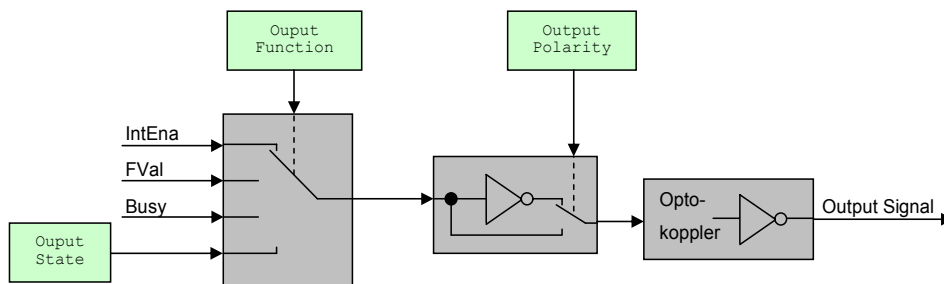 Ouput
Function
Output
Polarity
IntEna
FVal
Busy
Ouput
State
Opto-
koppler
Output Signal